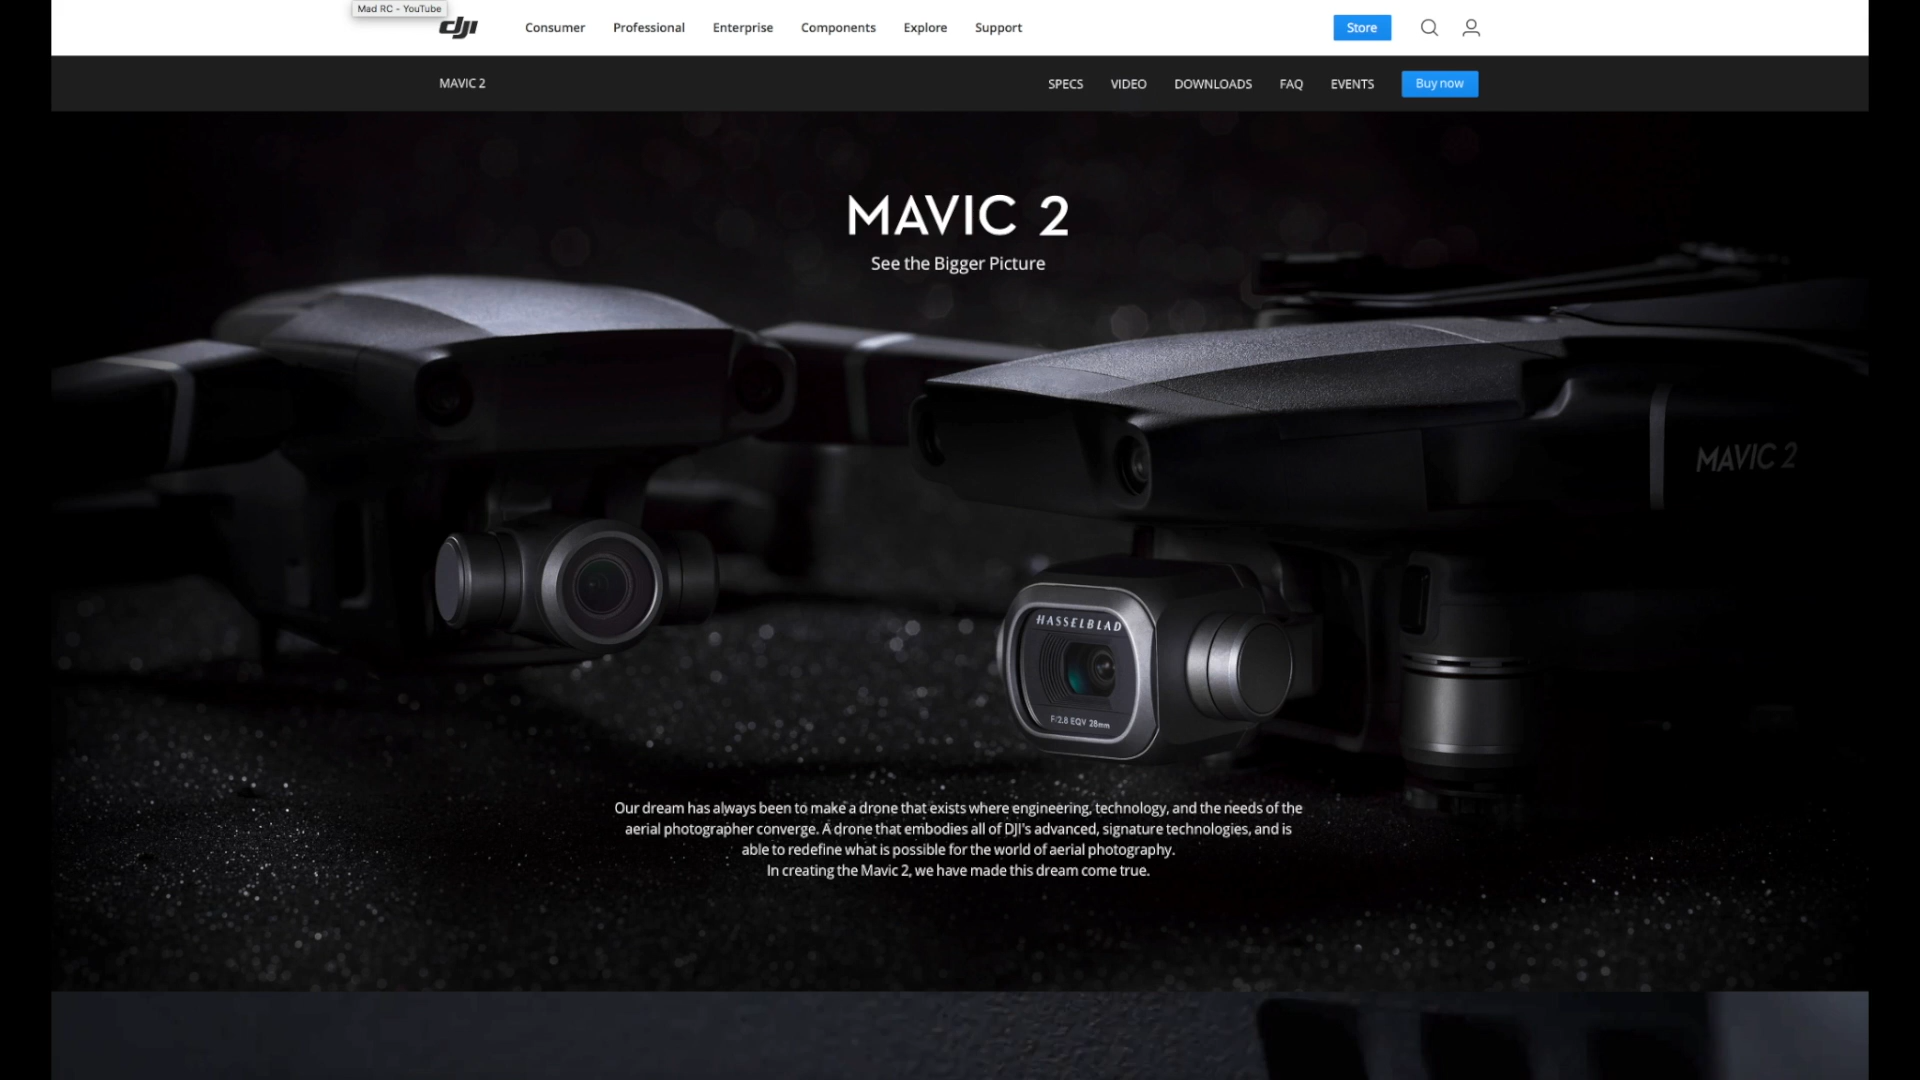 Mad RC - YouTube
dji
Consumer
Professional
Enterprise
Components
Explore
Support
Store
MAVIC 2
SPECS
VIDEO
DOWNLOADS
FAQ
EVENTS
Buy now
MAVIC 2
See the Bigger Picture
MAVIC 2
HASSELBLAD
F/2.8 EQV 28mm
Our dream has always been to make a drone that exists where engineering, technology, and the needs of the
aerial photographer converge. A drone that embodies all of DJI's advanced, signature technologies, and is
able to redefine what is possible for the world of aerial photography.
In creating the Mavic 2, we have made this dream come true.